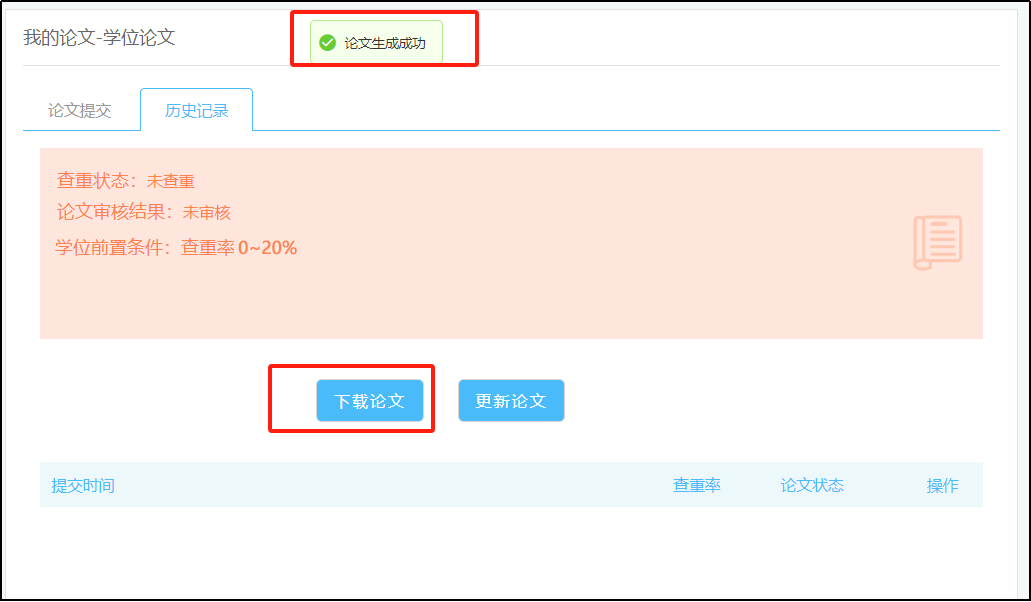 我的论文-学位论文
论文生成成功
论文提交
历史记录
查重状态：未查重
论文审核结果：未审核
学位前置条件：查重率0~20%
下载论文
更新论文
提交时间
查重率
论文状态
操作